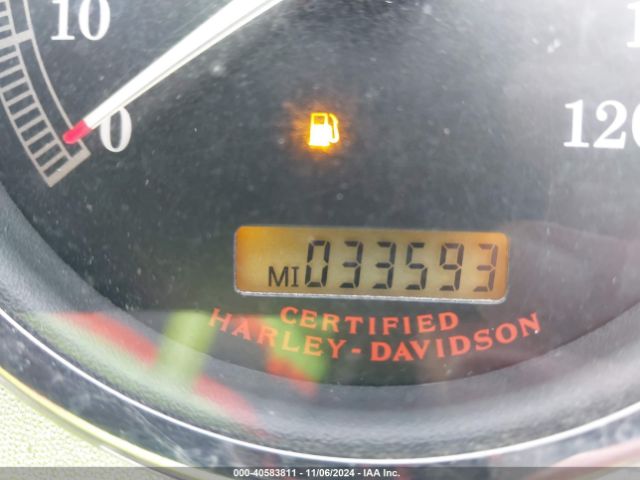 10
0
120
MI 033593
CERTIFIED
HARLEY-DAVIDSON
000-40583811 - 11/06/2024 - IAA Inc.